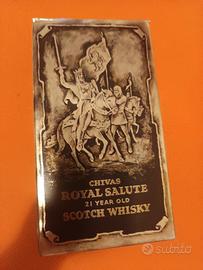 CHIVAS
ROYAL SALUTE
21 YEAR OLD
SCOTCH WHISKY
subito